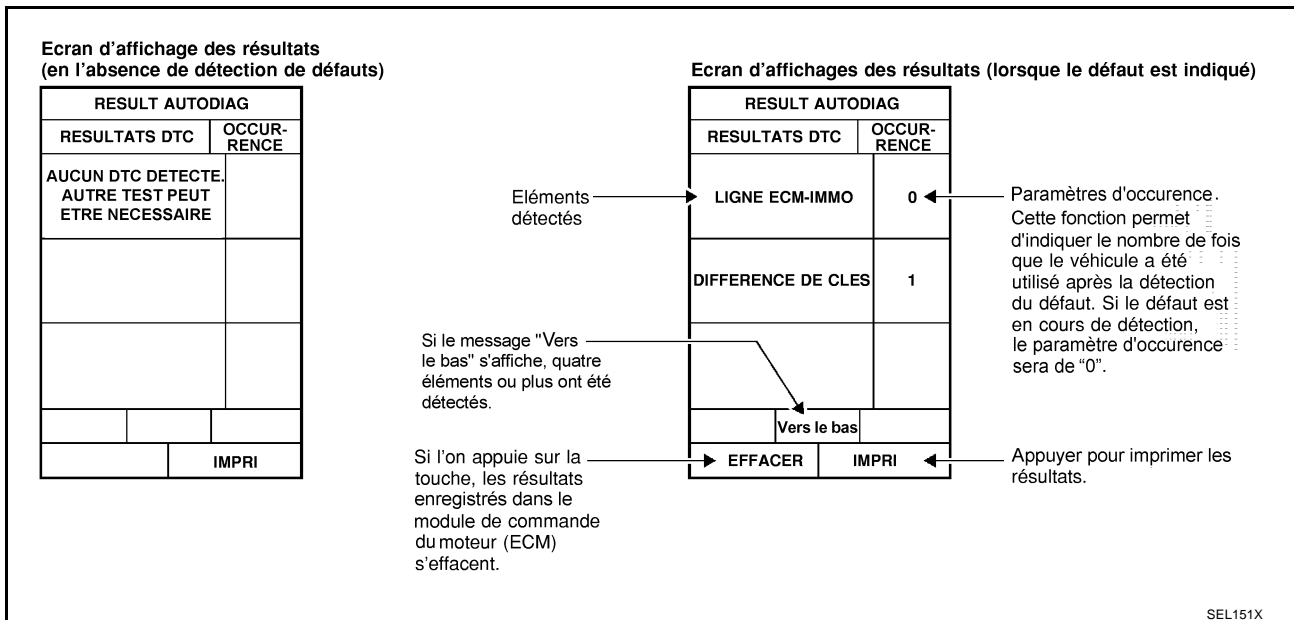 Ecran d'affichage des résultats
(en l'absence de détection de défauts)
RESULT AUTODIAG
RESULTATS DTC
OCCUR-
RENCE
AUCUN DTC DETECTE.
AUTRE TEST PEUT
ETRE NECESSAIRE
IMPRI
Ecran d'affichages des résultats (lorsque le défaut est indiqué)
RESULT AUTODIAG
RESULTATS DTC
OCCUR-
RENCE
Eléments
détectés
LIGNE ECM-IMMO
0
Paramètres d'occurence.
Cette fonction permet
d'indiquer le nombre de fois
que le véhicule a été
utilisé après la détection
du défaut. Si le défaut est
en cours de détection,
le paramètre d'occurence
sera de “0”.
DIFFERENCE DE CLES
1
Si le message "Vers
le bas" s'affiche, quatre
éléments ou plus ont été
détectés.
Vers le bas
Si l'on appuie sur la
touche, les résultats
enregistrés dans le
module de commande
du moteur (ECM)
s'effacent.
EFFACER
IMPRI
Appuyer pour imprimer les
résultats.
SEL151X